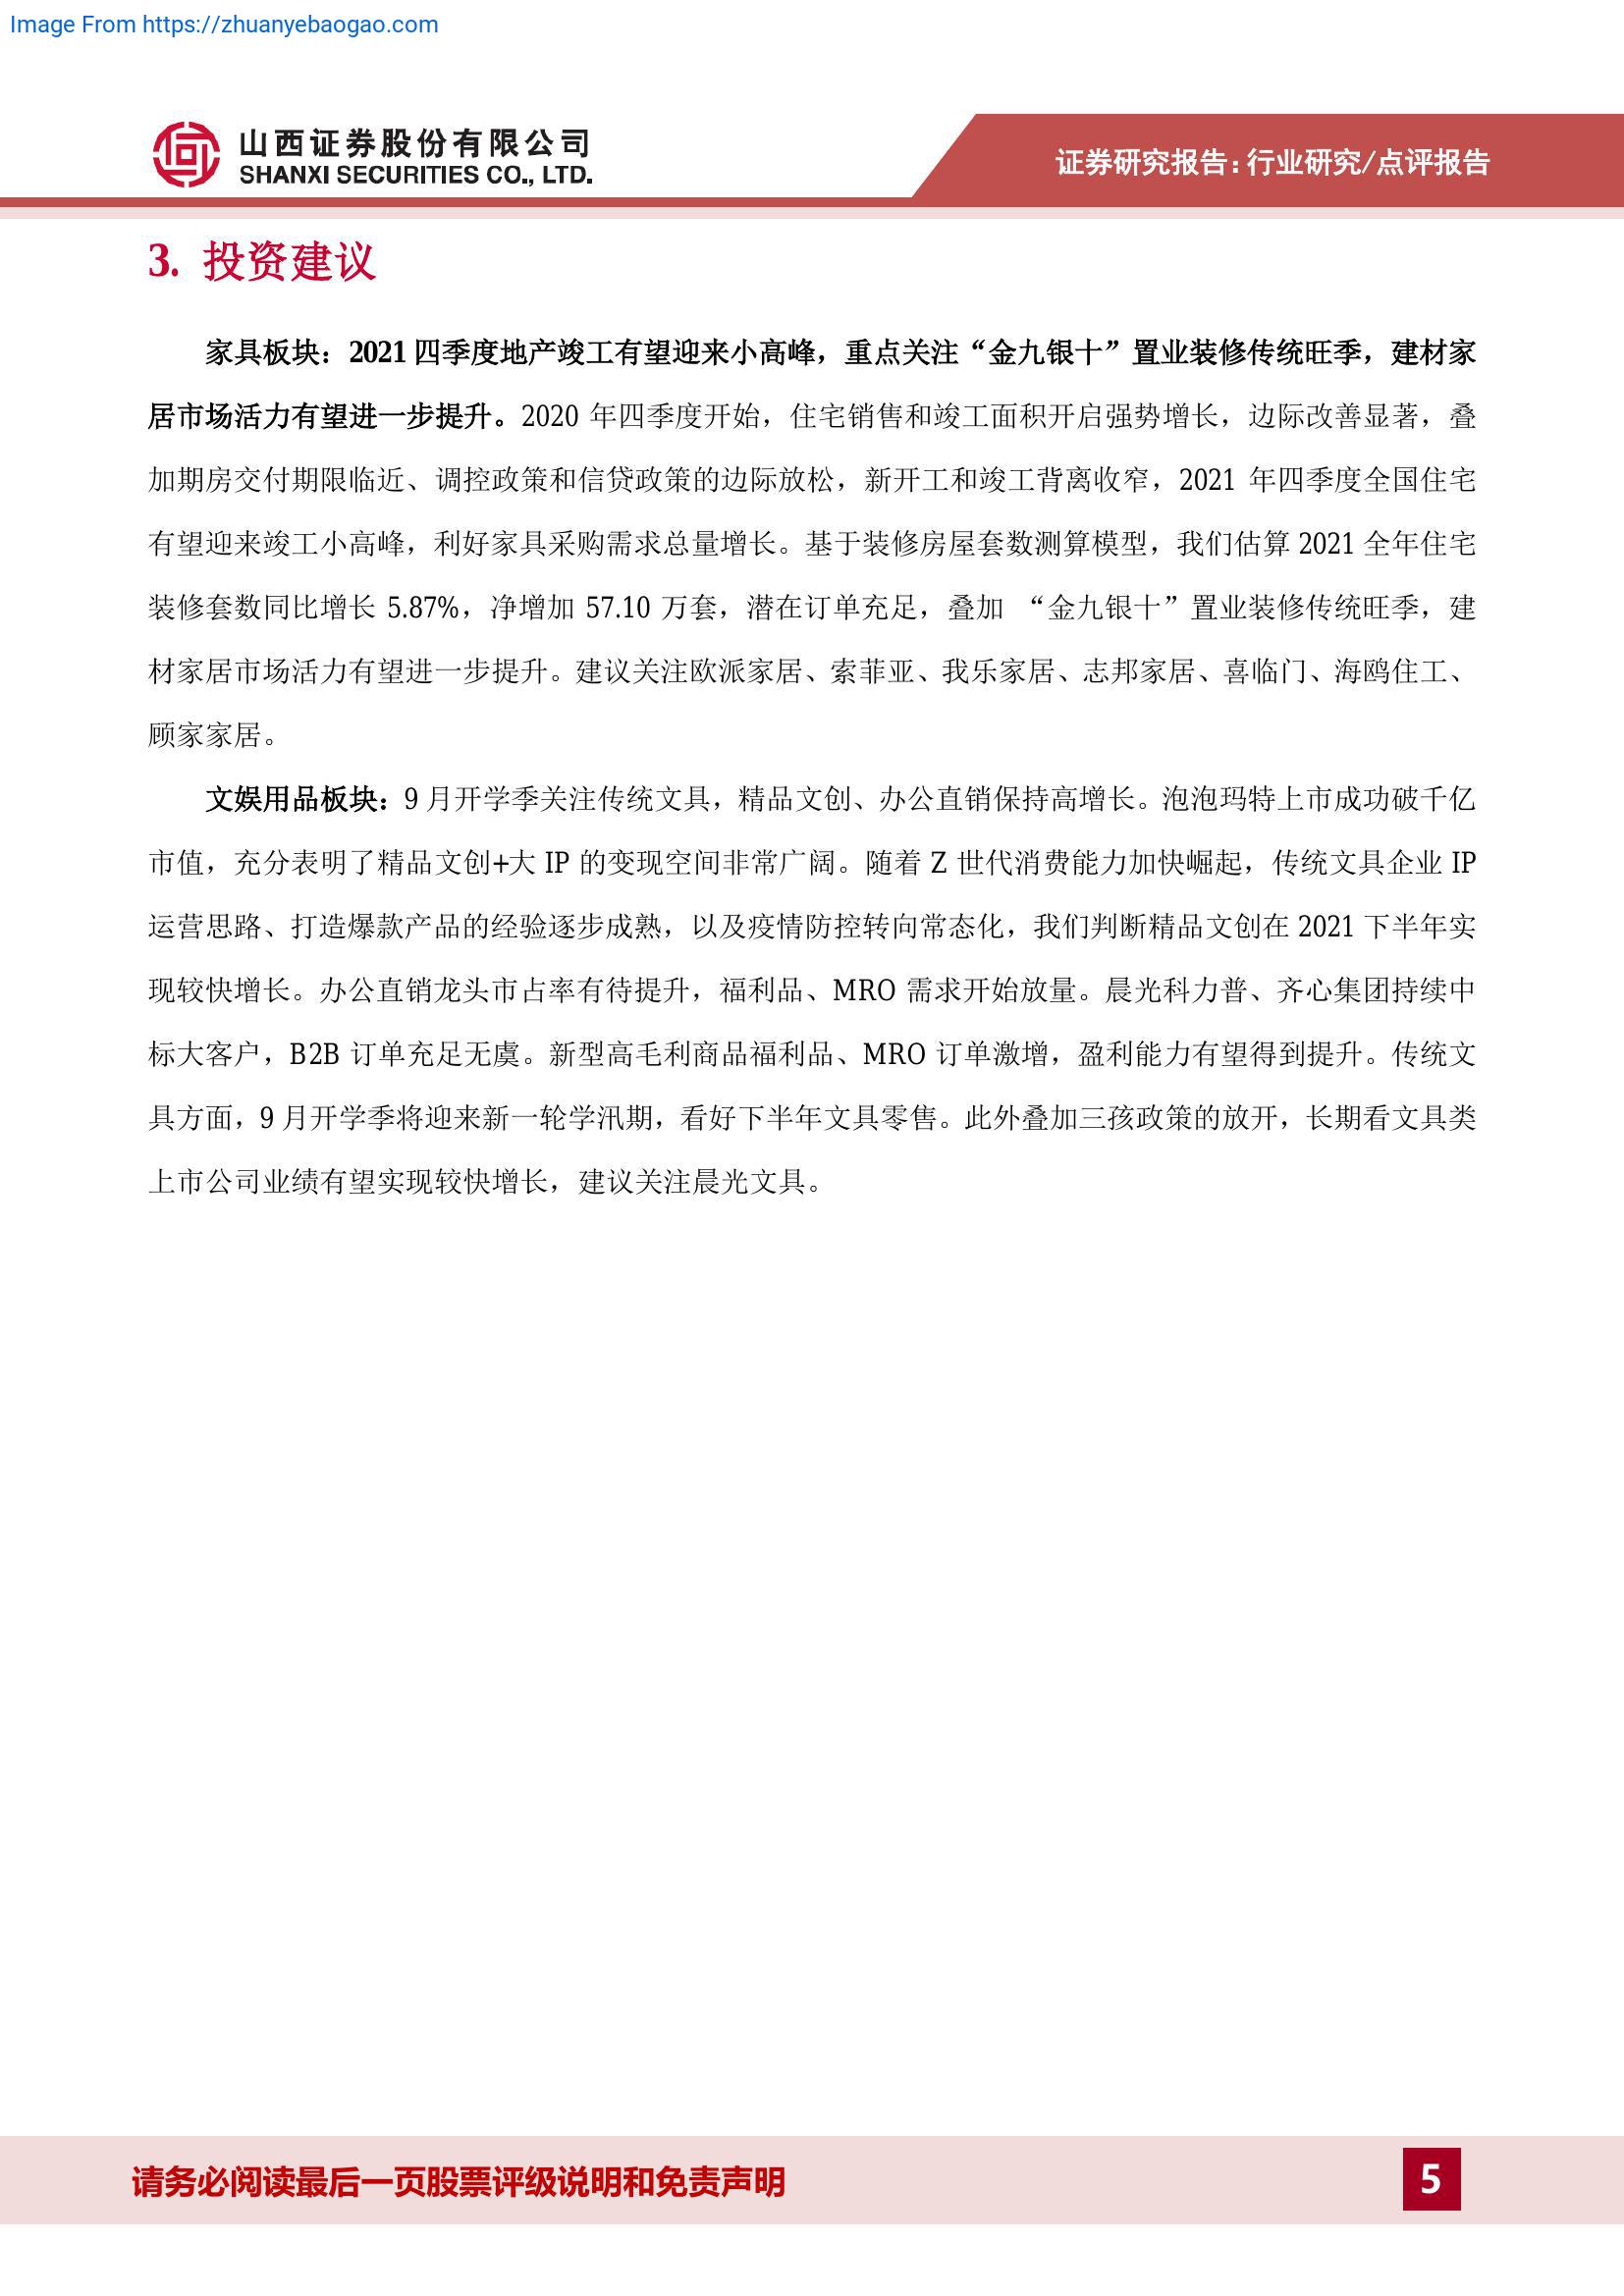 Image From https://zhuanyebaogao.com
山西证券股份有限公司
SHANXI SECURITIES CO., LTD.
证券研究报告:行业研究/点评报告
3. 投资建议
家具板块：2021 四季度地产竣工有望迎来小高峰，重点关注“金九银十”置业装修传统旺季，建材家
居市场活力有望进一步提升。2020 年四季度开始，住宅销售和竣工面积开启强势增长，边际改善显著，叠
加期房交付期限临近、调控政策和信贷政策的边际放松，新开工和竣工背离收窄，2021 年四季度全国住宅
有望迎来竣工小高峰，利好家具采购需求总量增长。基于装修房屋套数测算模型，我们估算 2021 全年住宅
装修套数同比增长 5.87%，净增加 57.10 万套，潜在订单充足，叠加 “金九银十”置业装修传统旺季，建
材家居市场活力有望进一步提升。建议关注欧派家居、索菲亚、我乐家居、志邦家居、喜临门、海鸥住工、
顾家家居。
文娱用品板块：9 月开学季关注传统文具，精品文创、办公直销保持高增长。泡泡玛特上市成功破千亿
市值，充分表明了精品文创+大 IP 的变现空间非常广阔。随着 Z 世代消费能力加快崛起，传统文具企业 IP
运营思路、打造爆款产品的经验逐步成熟，以及疫情防控转向常态化，我们判断精品文创在 2021 下半年实
现较快增长。办公直销龙头市占率有待提升，福利品、MRO 需求开始放量。晨光科力普、齐心集团持续中
标大客户，B2B 订单充足无虞。新型高毛利商品福利品、MRO 订单激增，盈利能力有望得到提升。传统文
具方面，9 月开学季将迎来新一轮学汛期，看好下半年文具零售。此外叠加三孩政策的放开，长期看文具类
上市公司业绩有望实现较快增长，建议关注晨光文具。
请务必阅读最后一页股票评级说明和免责声明
5